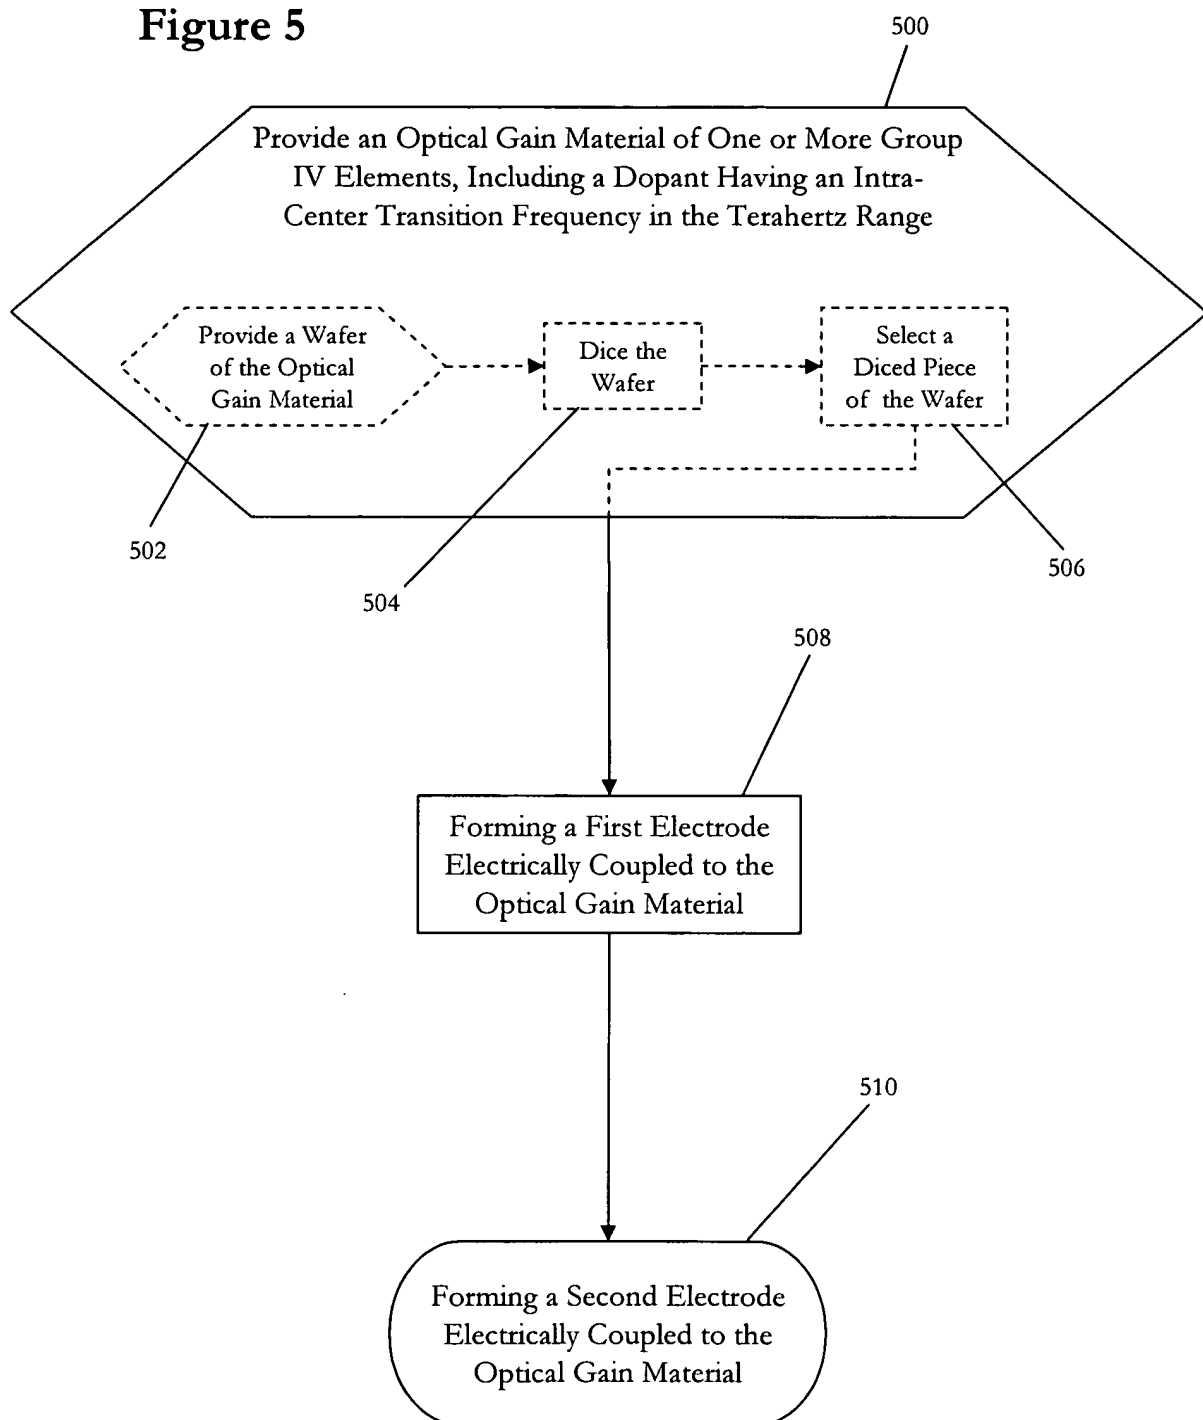 Figure 5
500
Provide an Optical Gain Material of One or More Group
IV Elements, Including a Dopant Having an Intra-
Center Transition Frequency in the Terahertz Range
Provide a Wafer
of the Optical
Gain Material
Dice the
Wafer
Select a
Diced Piece
of the Wafer
502
504
506
508
Forming a First Electrode
Electrically Coupled to the
Optical Gain Material
510
Forming a Second Electrode
Electrically Coupled to the
Optical Gain Material